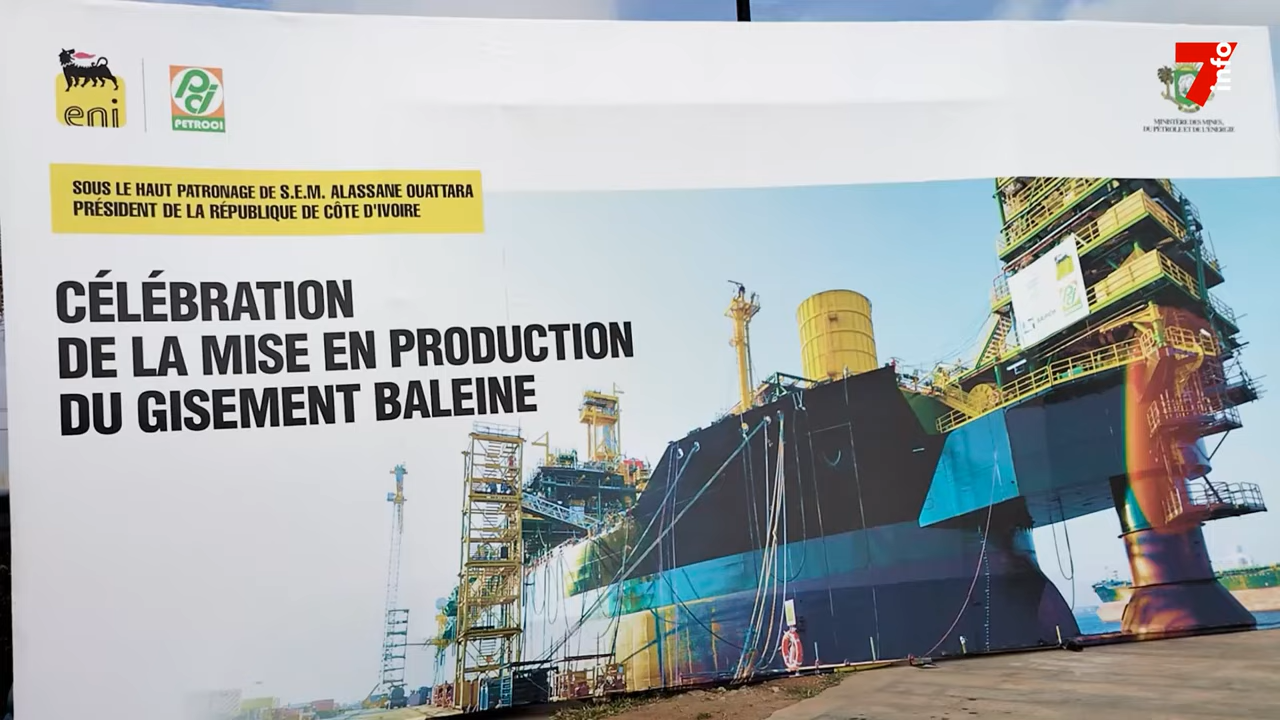 eni
PCI
PETROCI
7info
MINISTÈRE DES MINES,
DU PÉTROLE ET DE L'ÉNERGIE
SOUS LE HAUT PATRONAGE DE S.E.M. ALASSANE OUATTARA
PRÉSIDENT DE LA RÉPUBLIQUE DE CÔTE D'IVOIRE
CÉLÉBRATION
DE LA MISE EN PRODUCTION
DU GISEMENT BALEINE